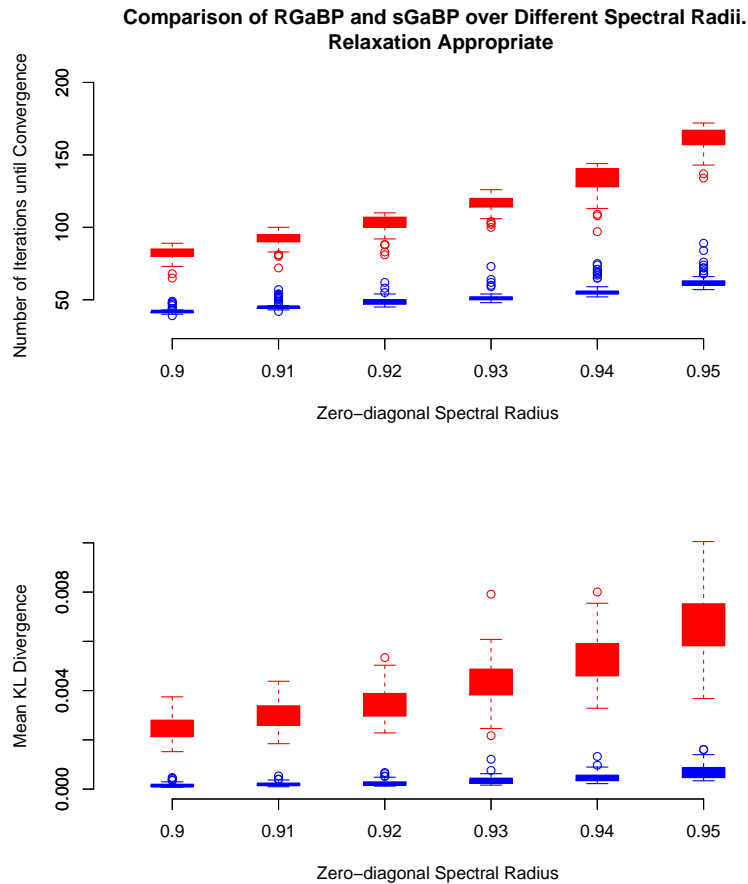 Comparison of RGaBP and sGaBP over Different Spectral Radii.
Relaxation Appropriate
Number of Iterations until Convergence
200
150
100
50
0.9 0.91 0.92 0.93 0.94 0.95
Zero−diagonal Spectral Radius
Mean KL Divergence
0.008
0.004
0.000
0.9 0.91 0.92 0.93 0.94 0.95
Zero−diagonal Spectral Radius